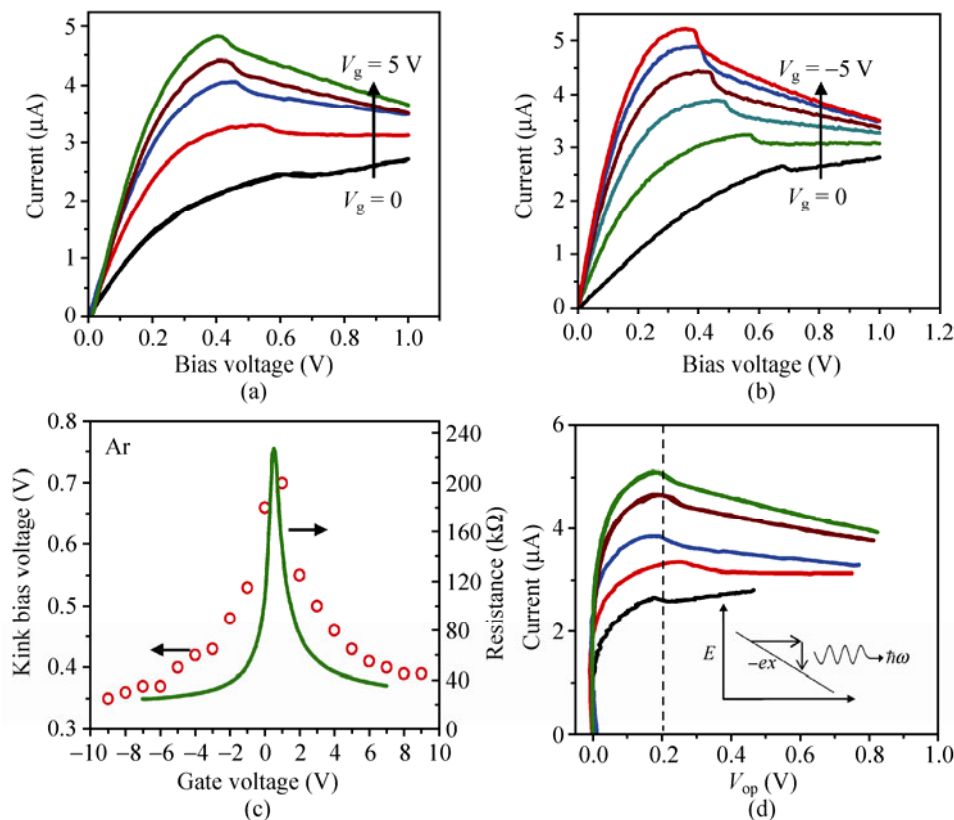 5
4
3
2
1
0
Current (μA)
V_g = 5 V
V_g = 0
0.0 0.2 0.4 0.6 0.8 1.0
Bias voltage (V)
(a)
5
4
3
2
1
0
Current (μA)
V_g = –5 V
V_g = 0
0.0 0.2 0.4 0.6 0.8 1.0 1.2
Bias voltage (V)
(b)
0.8
0.7
0.6
0.5
0.4
0.3
Kink bias voltage (V)
Ar
240
200
160
120
80
40
0
Resistance (kΩ)
–10 –8 –6 –4 –2 0 2 4 6 8 10
Gate voltage (V)
(c)
6
4
2
0
Current (μA)
E
–ex
ℏω
0.0 0.2 0.4 0.6 0.8 1.0
V_op (V)
(d)